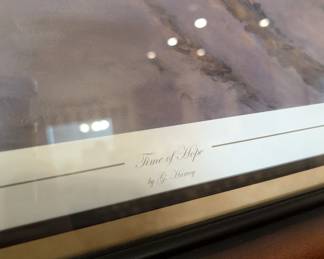 Time of Hope
by G. Harvey